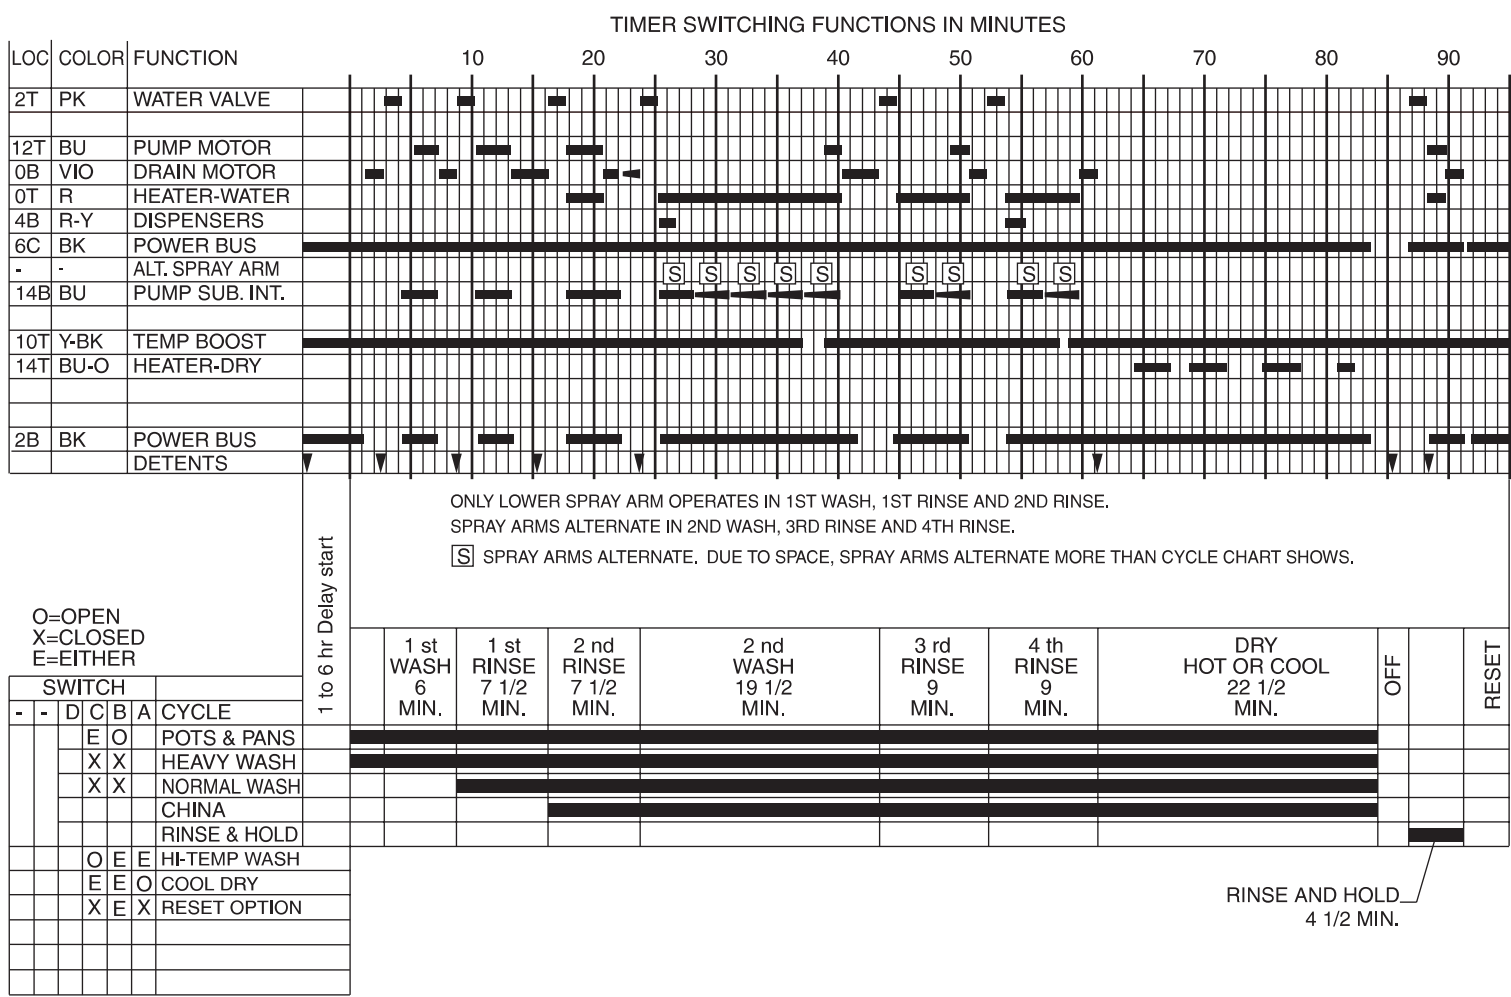 TIMER SWITCHING FUNCTIONS IN MINUTES
LOC COLOR FUNCTION 10 20 30 40 50 60 70 80 90
2T PK WATER VALVE
12T BU PUMP MOTOR
0B VIO DRAIN MOTOR
0T R HEATER-WATER
4B R-Y DISPENSERS
6C BK POWER BUS
- - ALT. SPRAY ARM S S S S S S S S S
14B BU PUMP SUB. INT.
10T Y-BK TEMP BOOST
14T BU-O HEATER-DRY
2B BK POWER BUS
DETENTS
ONLY LOWER SPRAY ARM OPERATES IN 1ST WASH, 1ST RINSE AND 2ND RINSE.
SPRAY ARMS ALTERNATE IN 2ND WASH, 3RD RINSE AND 4TH RINSE.
S SPRAY ARMS ALTERNATE. DUE TO SPACE, SPRAY ARMS ALTERNATE MORE THAN CYCLE CHART SHOWS.
O=OPEN
X=CLOSED
E=EITHER
1 to 6 hr Delay start
1 st
WASH
6
MIN.
1 st
RINSE
7 1/2
MIN.
2 nd
RINSE
7 1/2
MIN.
2 nd
WASH
19 1/2
MIN.
3 rd
RINSE
9
MIN.
4 th
RINSE
9
MIN.
DRY
HOT OR COOL
22 1/2
MIN.
OFF
RESET
SWITCH
- - D C B A CYCLE
E O POTS & PANS
X X HEAVY WASH
X X NORMAL WASH
CHINA
RINSE & HOLD
O E E HI-TEMP WASH
E E O COOL DRY
X E X RESET OPTION
RINSE AND HOLD
4 1/2 MIN.